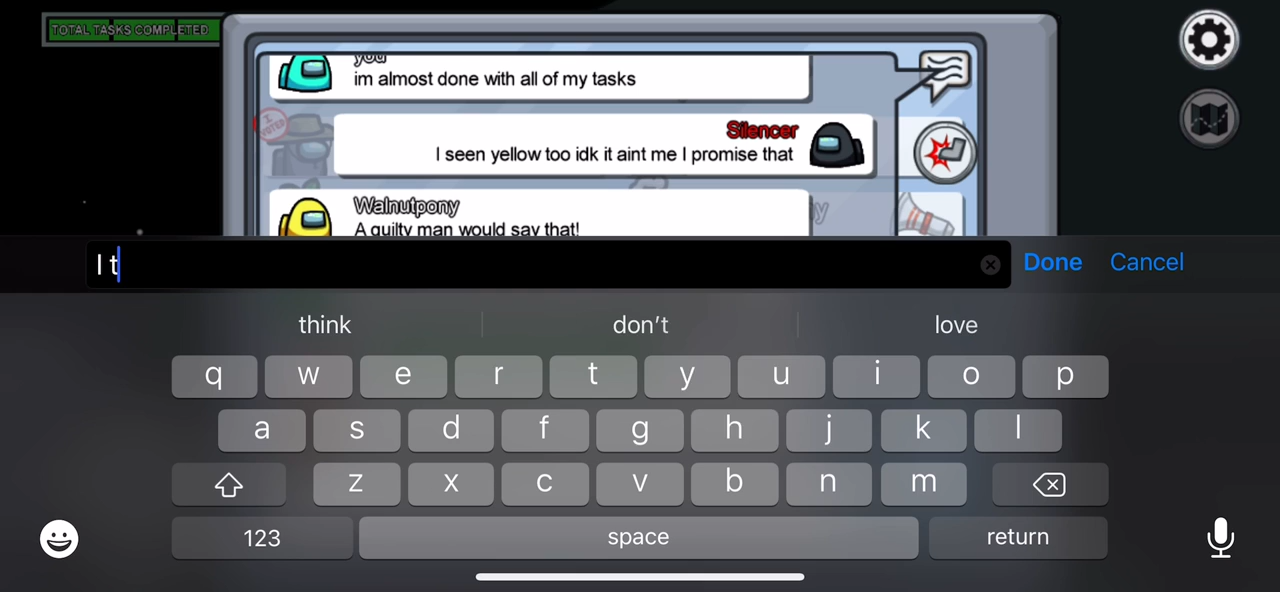 TOTAL TASKS COMPLETED
you
im almost done with all of my tasks
I VOTED
Silencer
I seen yellow too idk it aint me I promise that
Walnutpony
A guilty man would say that!
I t
Done
Cancel
think
don't
love
q w e r t y u i o p
a s d f g h j k l
z x c v b n m
123
space
return